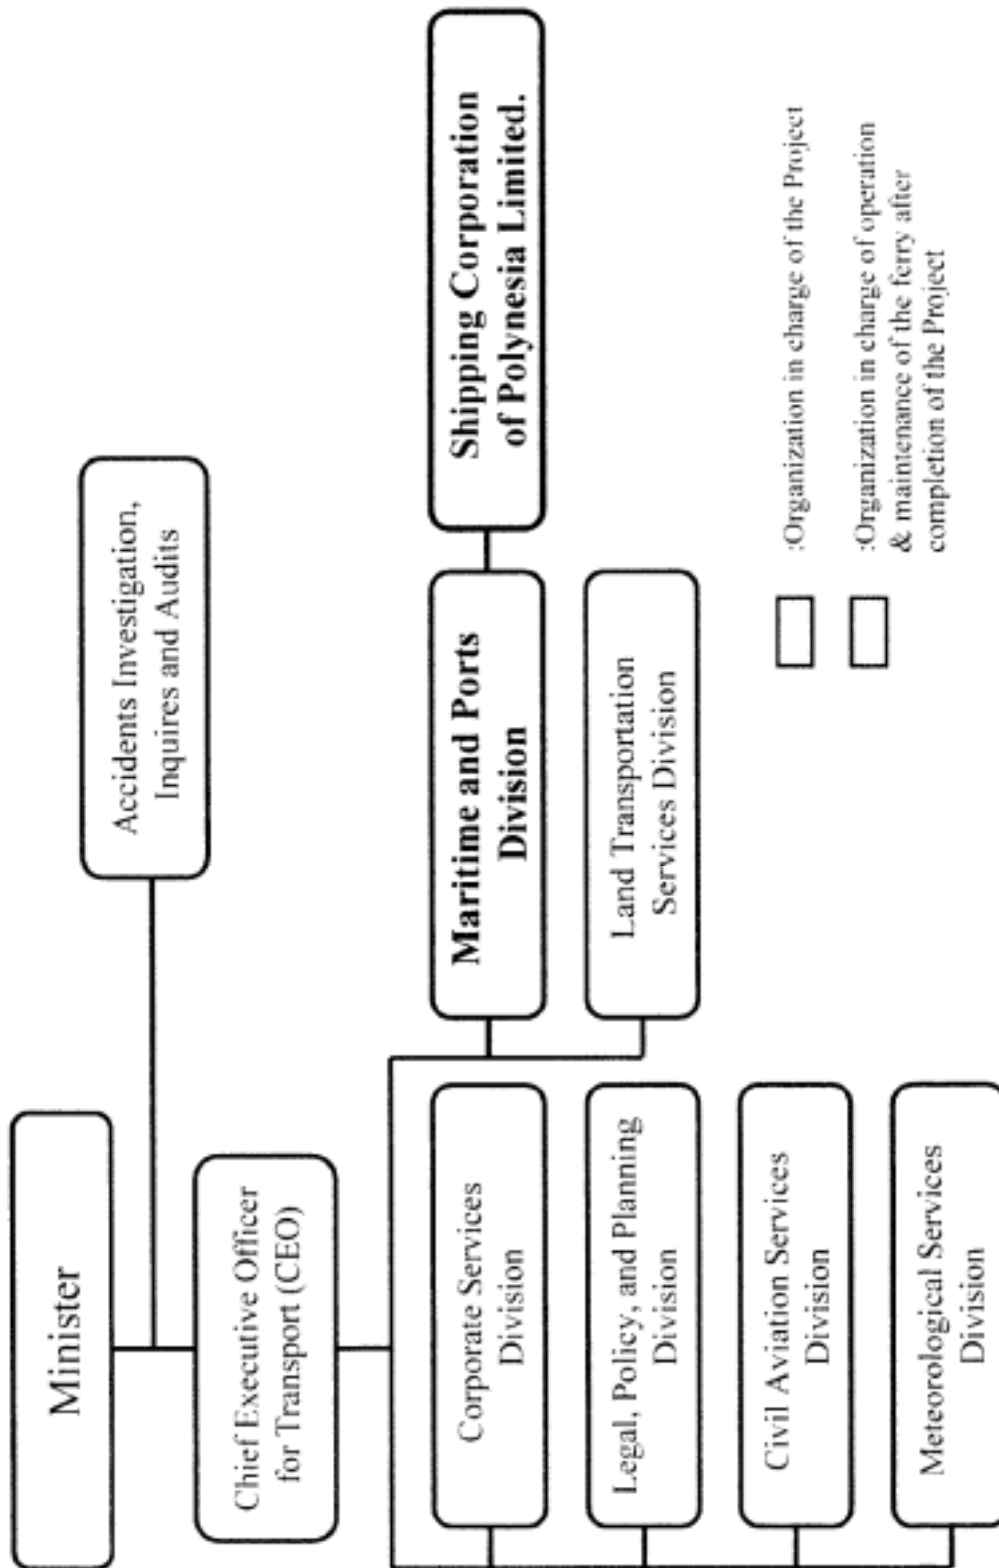 Minister
Accidents Investigation,
Inquires and Audits
Chief Executive Officer
for Transport (CEO)
Corporate Services
Division
Maritime and Ports
Division
Shipping Corporation
of Polynesia Limited.
Legal, Policy, and Planning
Division
Land Transportation
Services Division
Civil Aviation Services
Division
Meteorological Services
Division
:Organization in charge of the Project
:Organization in charge of operation
& maintenance of the ferry after
completion of the Project